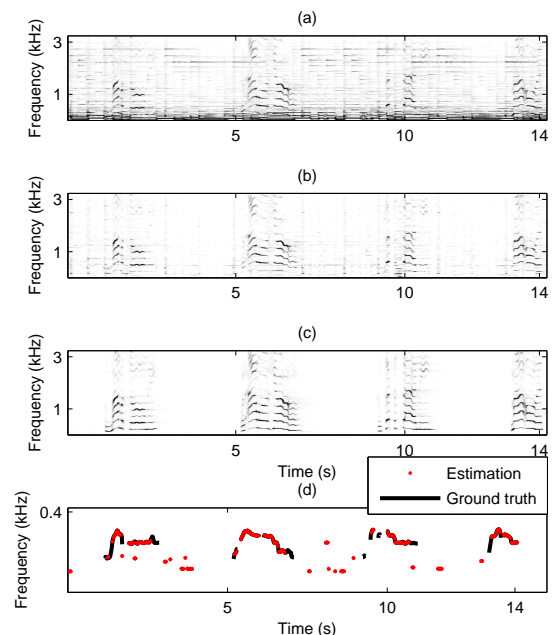 (a)
Frequency (kHz)
3
1
5
10
14
(b)
Frequency (kHz)
3
1
5
10
14
(c)
Frequency (kHz)
3
1
5
10
14
Time (s)
Estimation
Ground truth
(d)
Frequency (kHz)
0.4
5
10
14
Time (s)